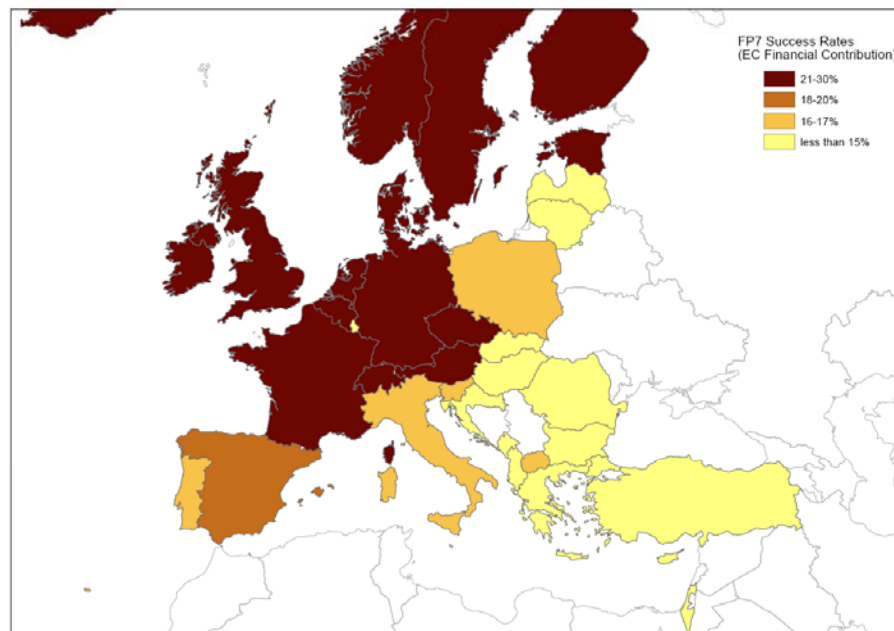 FP7 Success Rates
(EC Financial Contribution)
21-30%
18-20%
16-17%
less than 15%